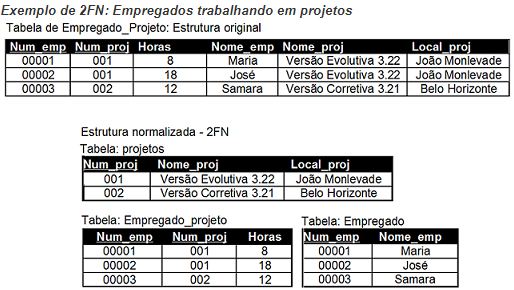 Exemplo de 2FN: Empregados trabalhando em projetos
Tabela de Empregado_Projeto: Estrutura original
Num_emp Num_proj Horas Nome_emp Nome_proj Local_proj
00001 001 8 Maria Versão Evolutiva 3.22 João Monlevade
00002 001 18 José Versão Evolutiva 3.22 João Monlevade
00003 002 12 Samara Versão Corretiva 3.21 Belo Horizonte
Estrutura normalizada - 2FN
Tabela: projetos
Num_proj Nome_proj Local_proj
001 Versão Evolutiva 3.22 João Monlevade
002 Versão Corretiva 3.21 Belo Horizonte
Tabela: Empregado_projeto Tabela: Empregado
Num_emp Num_proj Horas Num_emp Nome_emp
00001 001 8 00001 Maria
00002 001 18 00002 José
00003 002 12 00003 Samara